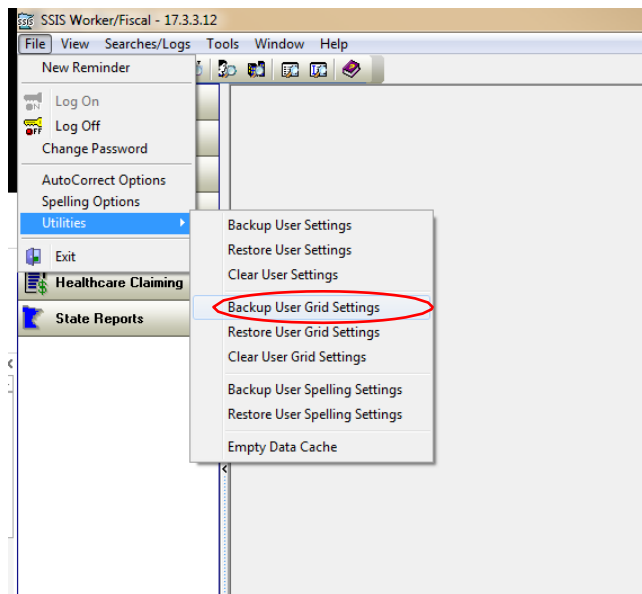 SSIS Worker/Fiscal - 17.3.3.12
File View Searches/Logs Tools Window Help
New Reminder
ON
Log On
OFF
Log Off
Change Password
AutoCorrect Options
Spelling Options
Utilities
Exit
Healthcare Claiming
State Reports
Backup User Settings
Restore User Settings
Clear User Settings
Backup User Grid Settings
Restore User Grid Settings
Clear User Grid Settings
Backup User Spelling Settings
Restore User Spelling Settings
Empty Data Cache